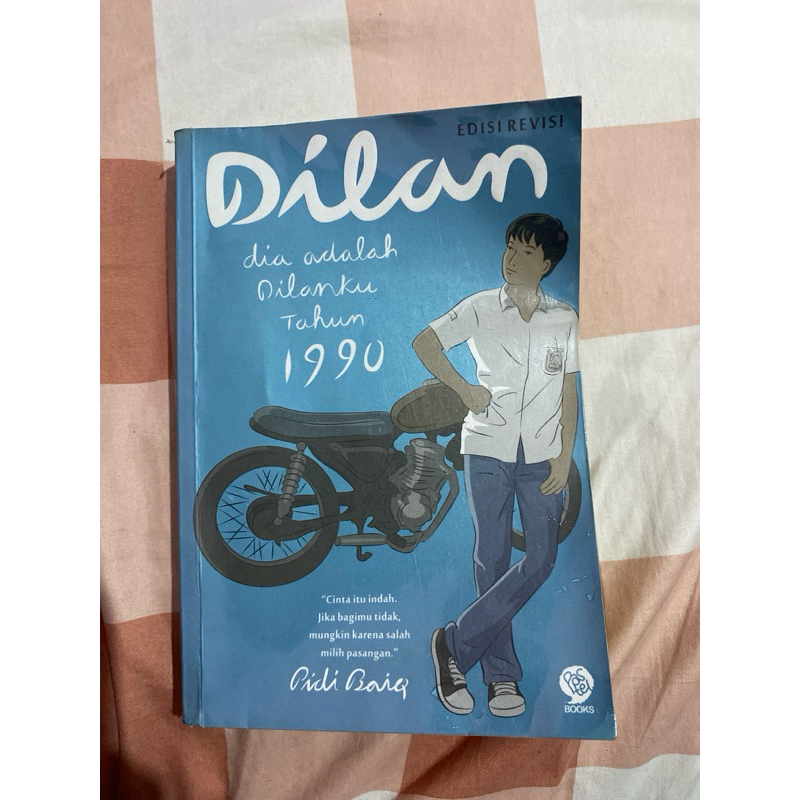 EDISI REVISI
Dilan
dia adalah
Dilanku
Tahun
1990
"Cinta itu indah.
Jika bagimu tidak,
mungkin karena salah
milih pasangan."
Pidi Baiq
Pastel
BOOKS